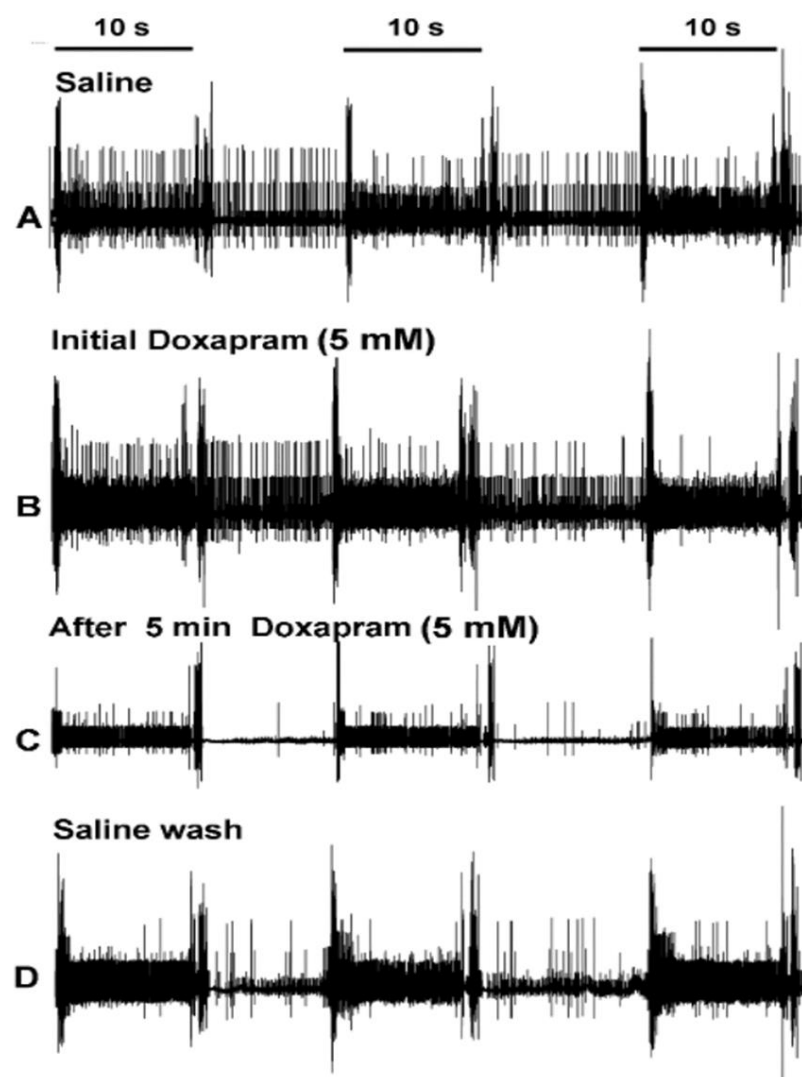 10 s 10 s 10 s
Saline
A
Initial Doxapram (5 mM)
B
After 5 min Doxapram (5 mM)
C
Saline wash
D